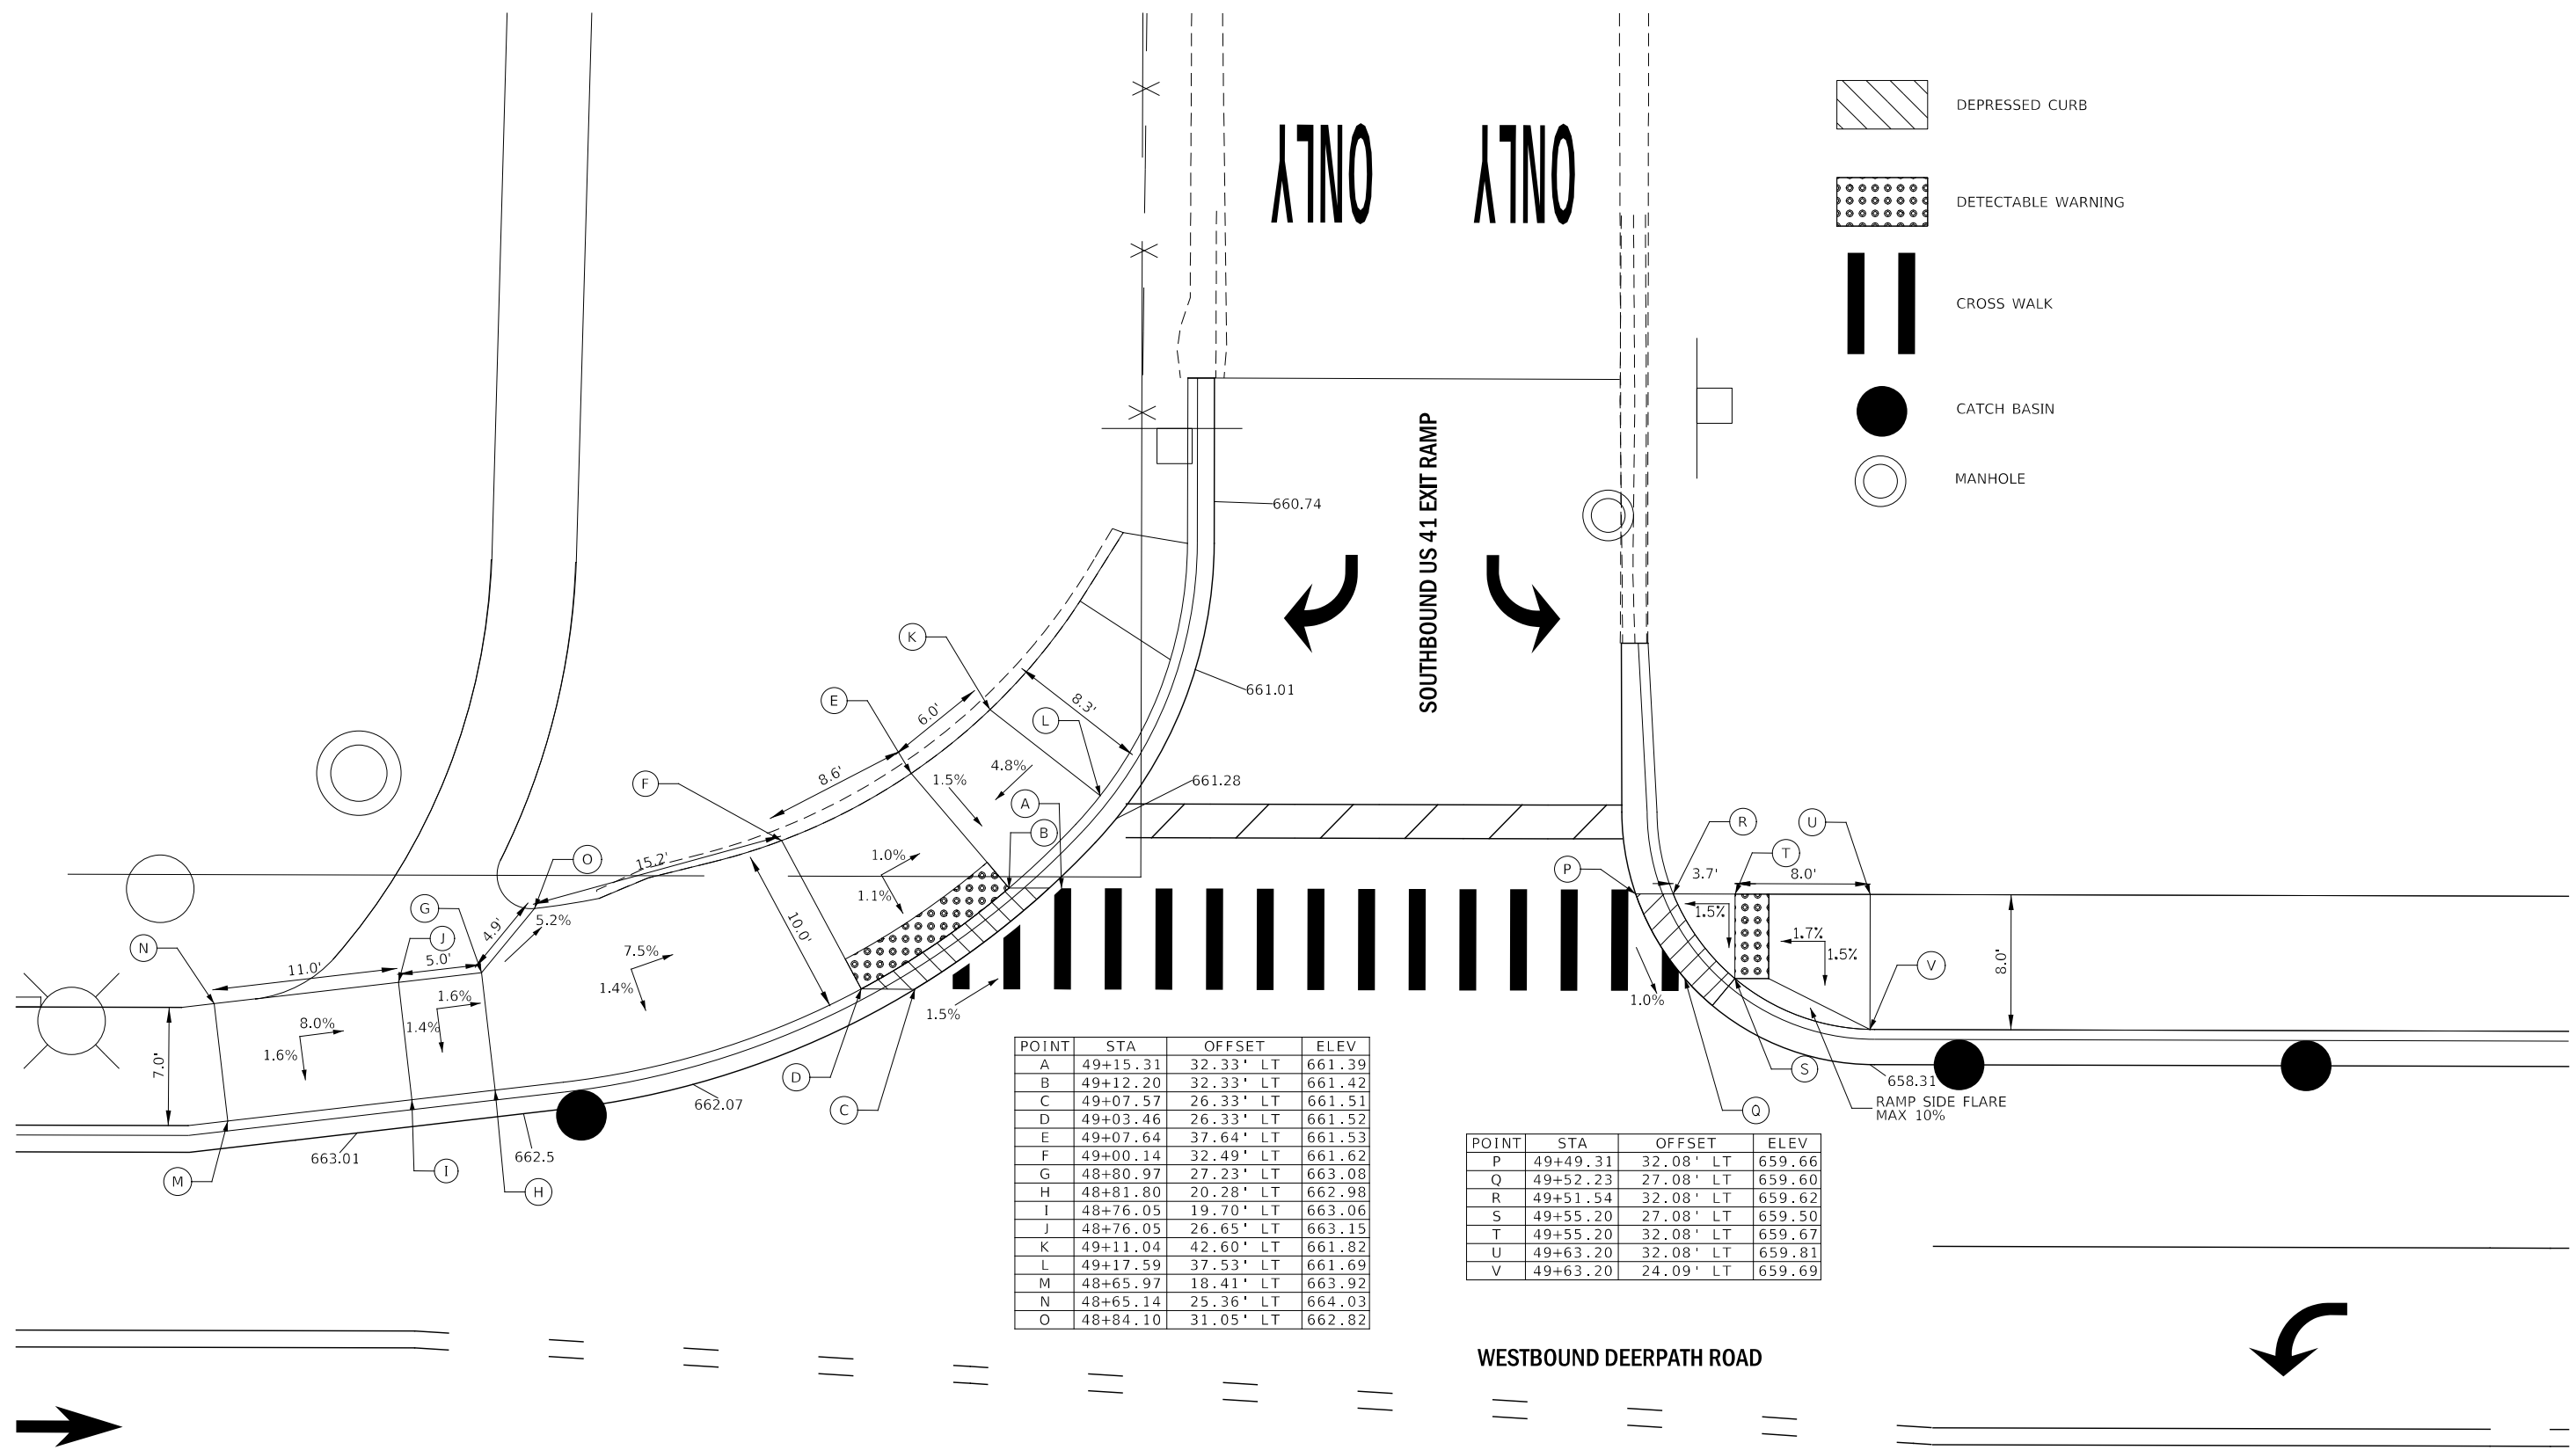 ONLY
ONLY
DEPRESSED CURB
DETECTABLE WARNING
CROSS WALK
CATCH BASIN
MANHOLE
SOUTHBOUND US 41 EXIT RAMP
660.74
661.01
661.28
K
E
L
F
A
B
6.0'
8.3'
8.6'
1.5%
4.8%
15.2'
O
G
J
N
4.9'
5.2%
1.0%
1.1%
10.0'
11.0'
5.0'
7.5%
1.4%
1.6%
1.4%
8.0%
1.6%
7.0'
1.5%
D
C
662.07
662.5
663.01
M
I
H
R
U
T
P
3.7'
8.0'
1.5%
1.7%
1.5%
V
8.0'
1.0%
S
Q
658.31
RAMP SIDE FLARE
MAX 10%
POINT STA OFFSET ELEV
A 49+15.31 32.33' LT 661.39
B 49+12.20 32.33' LT 661.42
C 49+07.57 26.33' LT 661.51
D 49+03.46 26.33' LT 661.52
E 49+07.64 37.64' LT 661.53
F 49+00.14 32.49' LT 661.62
G 48+80.97 27.23' LT 663.08
H 48+81.80 20.28' LT 662.98
I 48+76.05 19.70' LT 663.06
J 48+76.05 26.65' LT 663.15
K 49+11.04 42.60' LT 661.82
L 49+17.59 37.53' LT 661.69
M 48+65.97 18.41' LT 663.92
N 48+65.14 25.36' LT 664.03
O 48+84.10 31.05' LT 662.82
POINT STA OFFSET ELEV
P 49+49.31 32.08' LT 659.66
Q 49+52.23 27.08' LT 659.60
R 49+51.54 32.08' LT 659.62
S 49+55.20 27.08' LT 659.50
T 49+55.20 32.08' LT 659.67
U 49+63.20 32.08' LT 659.81
V 49+63.20 24.09' LT 659.69
WESTBOUND DEERPATH ROAD